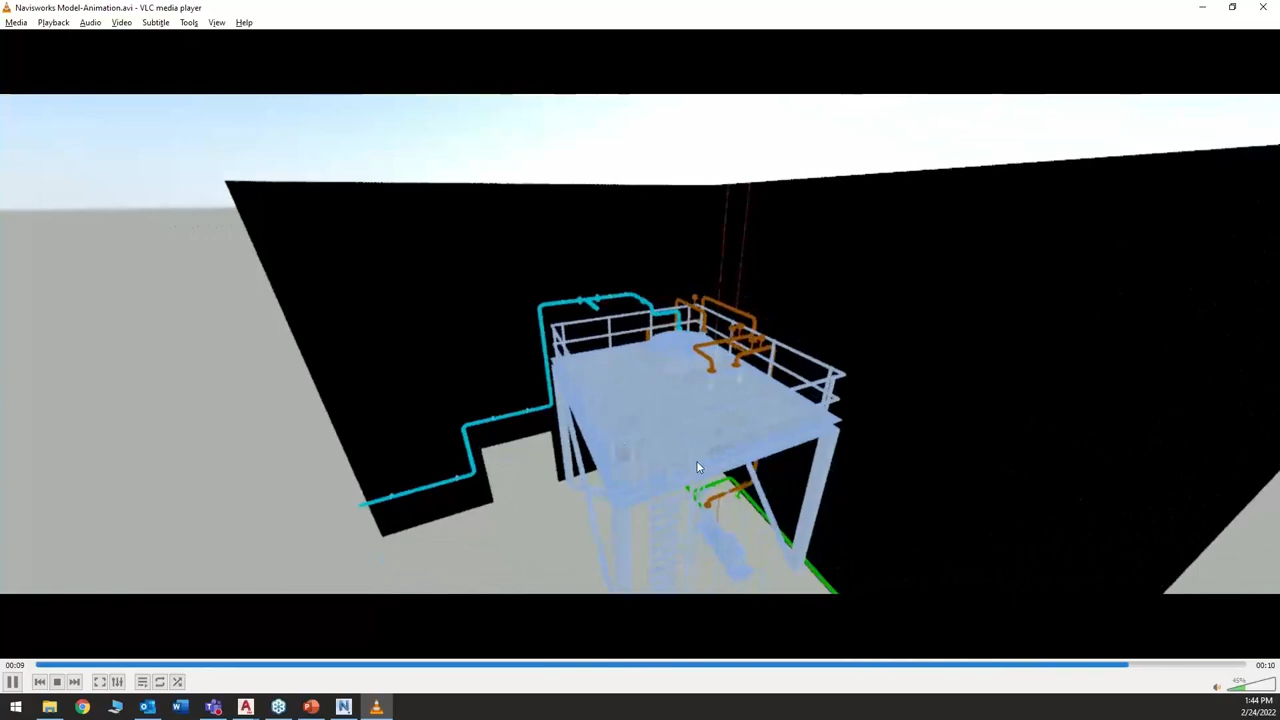 Navisworks Model-Animation.avi - VLC media player
Media Playback Audio Video Subtitle Tools View Help
00:09
00:10
45%
1:44 PM
2/24/2022